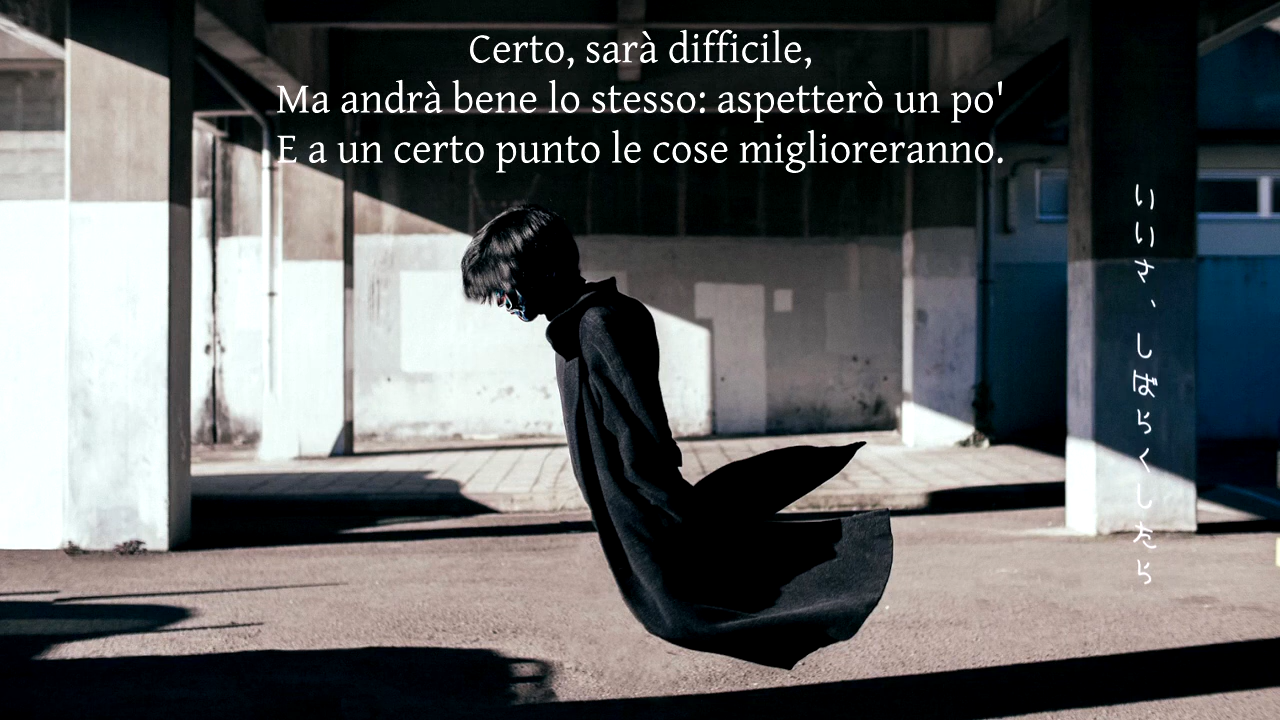 Certo, sarà difficile,
Ma andrà bene lo stesso: aspetterò un po'
E a un certo punto le cose miglioreranno.
いいさ、しばらくしたら